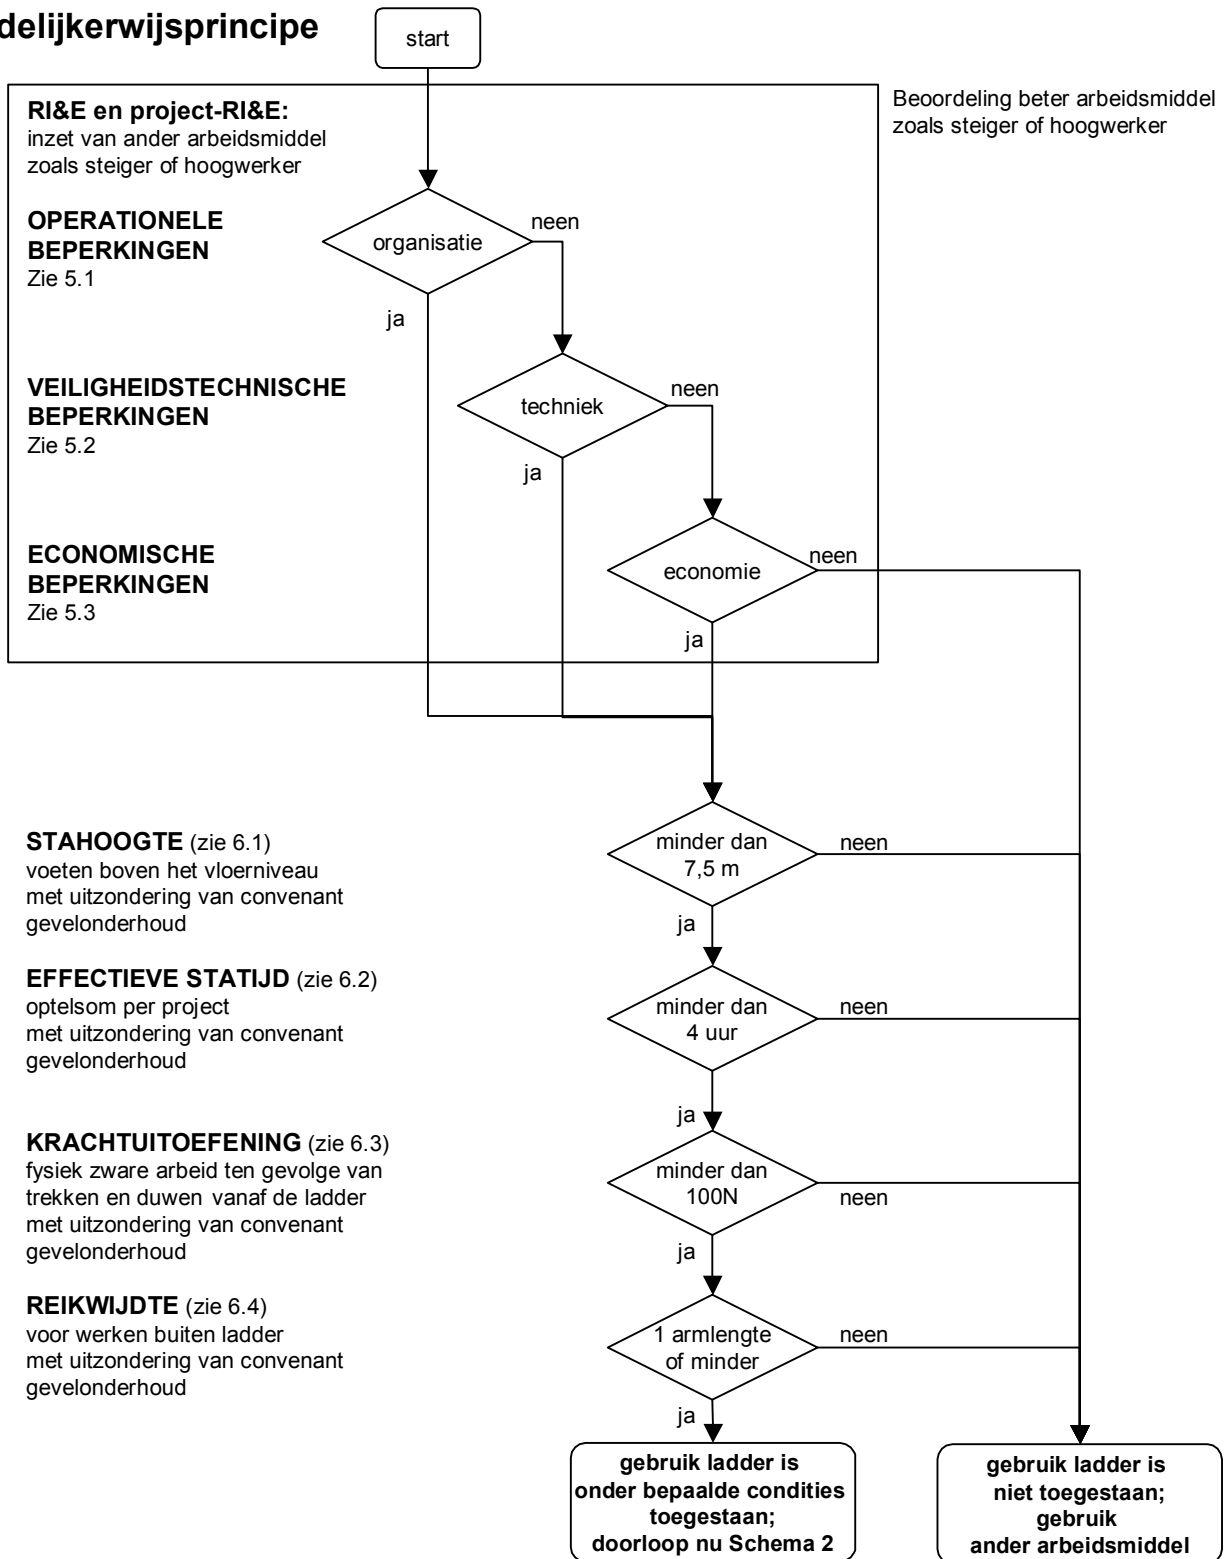 delijkerwijsprincipe
start
RI&E en project-RI&E:
inzet van ander arbeidsmiddel
zoals steiger of hoogwerker
Beoordeling beter arbeidsmiddel
zoals steiger of hoogwerker
OPERATIONELE
BEPERKINGEN
Zie 5.1
organisatie
neen
ja
VEILIGHEIDSTECHNISCHE
BEPERKINGEN
Zie 5.2
techniek
neen
ja
ECONOMISCHE
BEPERKINGEN
Zie 5.3
economie
neen
ja
STAHOOGTE (zie 6.1)
voeten boven het vloerniveau
met uitzondering van convenant
gevelonderhoud
minder dan
7,5 m
neen
ja
EFFECTIEVE STATIJD (zie 6.2)
optelsom per project
met uitzondering van convenant
gevelonderhoud
minder dan
4 uur
neen
ja
KRACHTUITOEFENING (zie 6.3)
fysiek zware arbeid ten gevolge van
trekken en duwen vanaf de ladder
met uitzondering van convenant
gevelonderhoud
minder dan
100N
neen
ja
REIKWIJDTE (zie 6.4)
voor werken buiten ladder
met uitzondering van convenant
gevelonderhoud
1 armlengte
of minder
neen
ja
gebruik ladder is
onder bepaalde condities
toegestaan;
doorloop nu Schema 2
gebruik ladder is
niet toegestaan;
gebruik
ander arbeidsmiddel